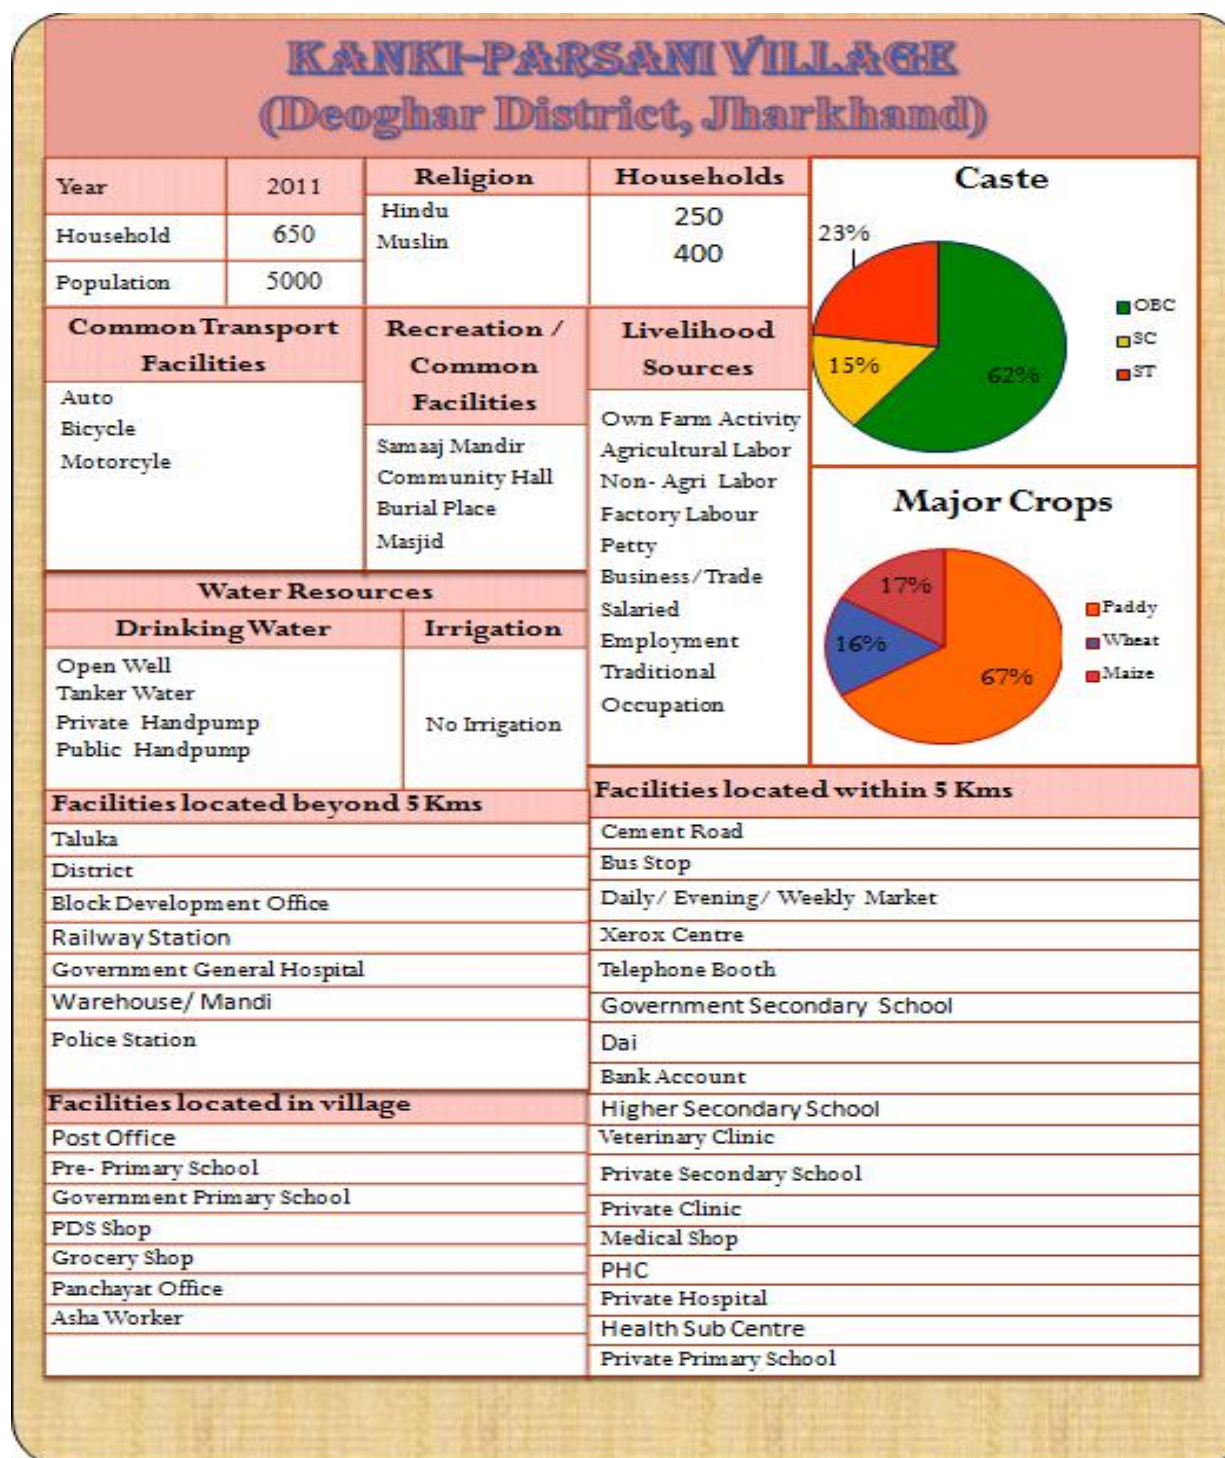 KANKI-PARSANI VILLAGE
(Deoghar District, Jharkhand)
Year 2011
Household 650
Population 5000
Religion Households
Hindu 250
Muslin 400
Caste
23%
15%
62%
OBC
SC
ST
Common Transport
Facilities
Auto
Bicycle
Motorcyle
Recreation /
Common
Facilities
Samaaj Mandir
Community Hall
Burial Place
Masjid
Livelihood
Sources
Own Farm Activity
Agricultural Labor
Non- Agri Labor
Factory Labour
Petty
Business/Trade
Salaried
Employment
Traditional
Occupation
Major Crops
17%
16%
67%
Paddy
Wheat
Maize
Water Resources
Drinking Water
Open Well
Tanker Water
Private Handpump
Public Handpump
Irrigation
No Irrigation
Facilities located beyond 5 Kms
Taluka
District
Block Development Office
Railway Station
Government General Hospital
Warehouse/ Mandi
Police Station
Facilities located in village
Post Office
Pre- Primary School
Government Primary School
PDS Shop
Grocery Shop
Panchayat Office
Asha Worker
Facilities located within 5 Kms
Cement Road
Bus Stop
Daily/ Evening/ Weekly Market
Xerox Centre
Telephone Booth
Government Secondary School
Dai
Bank Account
Higher Secondary School
Veterinary Clinic
Private Secondary School
Private Clinic
Medical Shop
PHC
Private Hospital
Health Sub Centre
Private Primary School